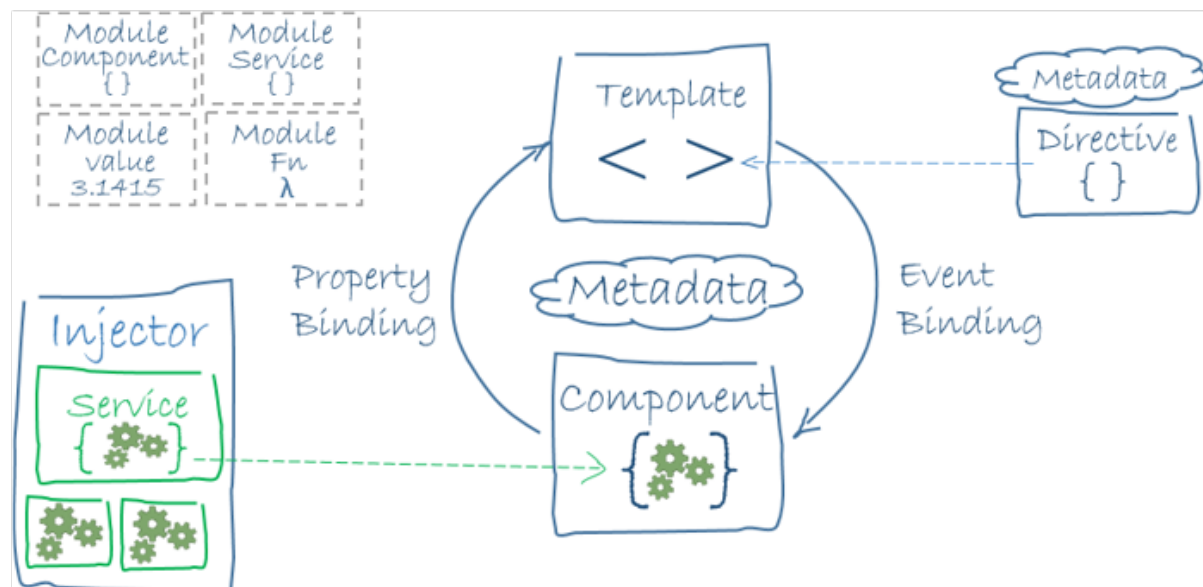 Module
Component
{ }
Module
Service
{ }
Module
value
3.1415
Module
Fn
λ
Template
< >
Metadata
Directive
{ }
Property
Binding
Metadata
Event
Binding
Injector
Service
{ }
Component
{ }